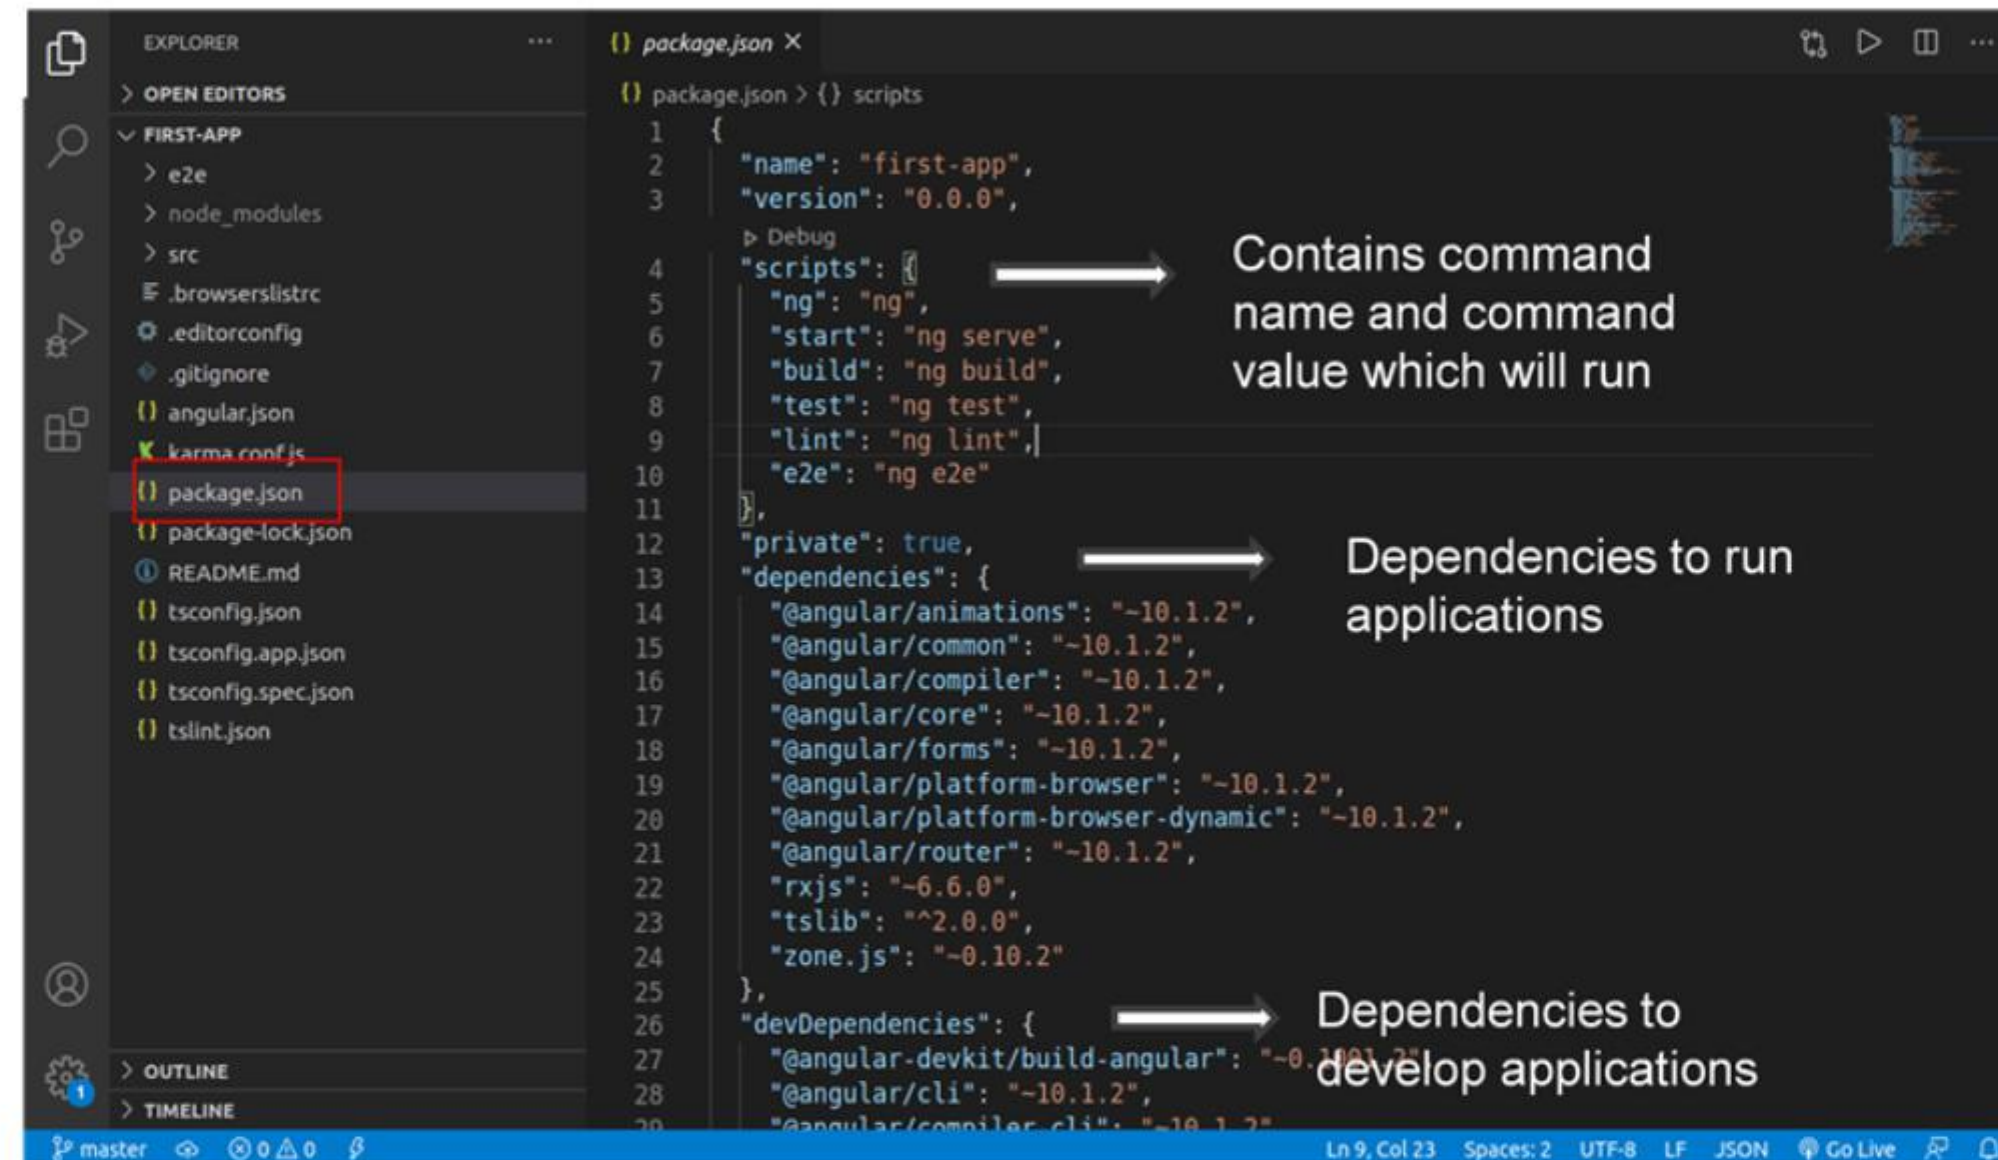 EXPLORER
OPEN EDITORS
FIRST-APP
e2e
node_modules
src
.browserslistrc
.editorconfig
.gitignore
angular.json
karma.conf.js
package.json
package-lock.json
README.md
tsconfig.json
tsconfig.app.json
tsconfig.spec.json
tslint.json
OUTLINE
TIMELINE
package.json
package.json > {} scripts
1 {
2 "name": "first-app",
3 "version": "0.0.0",
Debug
4 "scripts": {
5 "ng": "ng",
6 "start": "ng serve",
7 "build": "ng build",
8 "test": "ng test",
9 "lint": "ng lint",
10 "e2e": "ng e2e"
11 },
12 "private": true,
13 "dependencies": {
14 "@angular/animations": "~10.1.2",
15 "@angular/common": "~10.1.2",
16 "@angular/compiler": "~10.1.2",
17 "@angular/core": "~10.1.2",
18 "@angular/forms": "~10.1.2",
19 "@angular/platform-browser": "~10.1.2",
20 "@angular/platform-browser-dynamic": "~10.1.2",
21 "@angular/router": "~10.1.2",
22 "rxjs": "~6.6.0",
23 "tslib": "^2.0.0",
24 "zone.js": "~0.10.2"
25 },
26 "devDependencies": {
27 "@angular-devkit/build-angular":
28 "@angular/cli": "~10.1.2",
29 "@angular/compiler-cli": "~10.1.2"
Contains command
name and command
value which will run
Dependencies to run
applications
Dependencies to
develop applications
1
master 0 0
Ln 9, Col 23 Spaces: 2 UTF-8 LF JSON Go Live